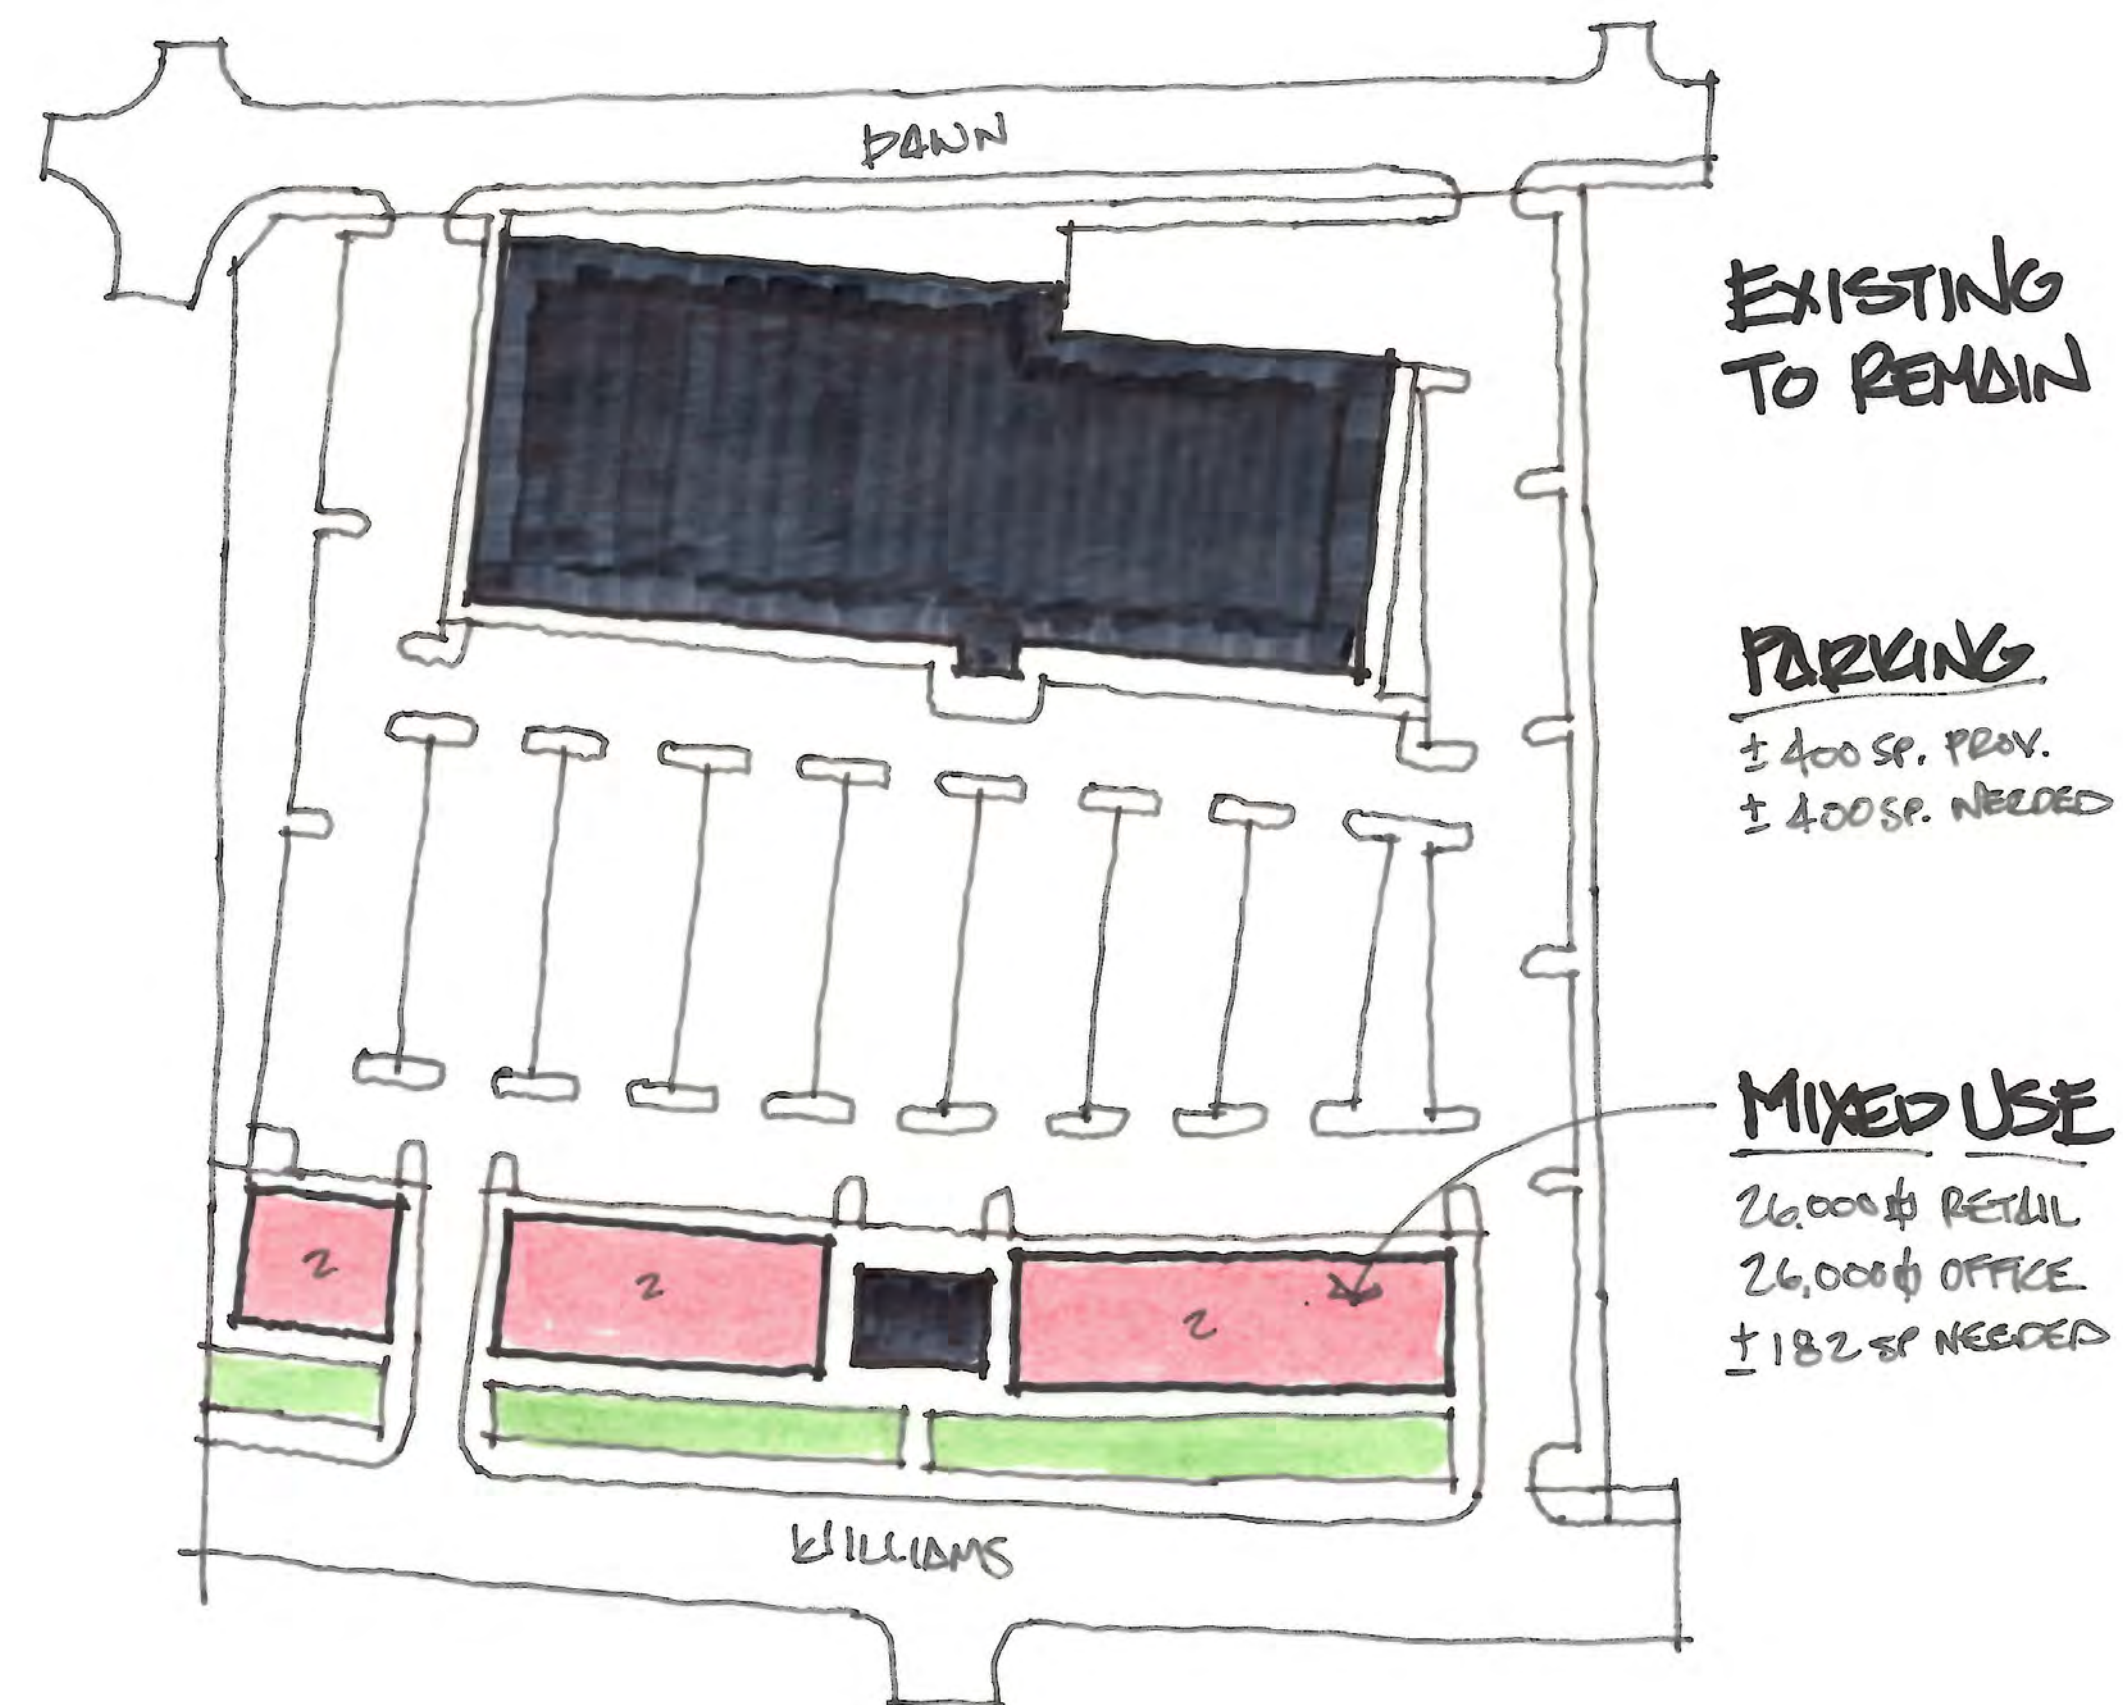 DAWN
EXISTING
TO REMAIN
PARKING
± 400 SP. PROV.
± 400 SP. NEEDED
MIXED USE
26,000 ⌷ RETAIL
26,000 ⌷ OFFICE
± 182 SP NEEDED
2
2
2
WILLIAMS